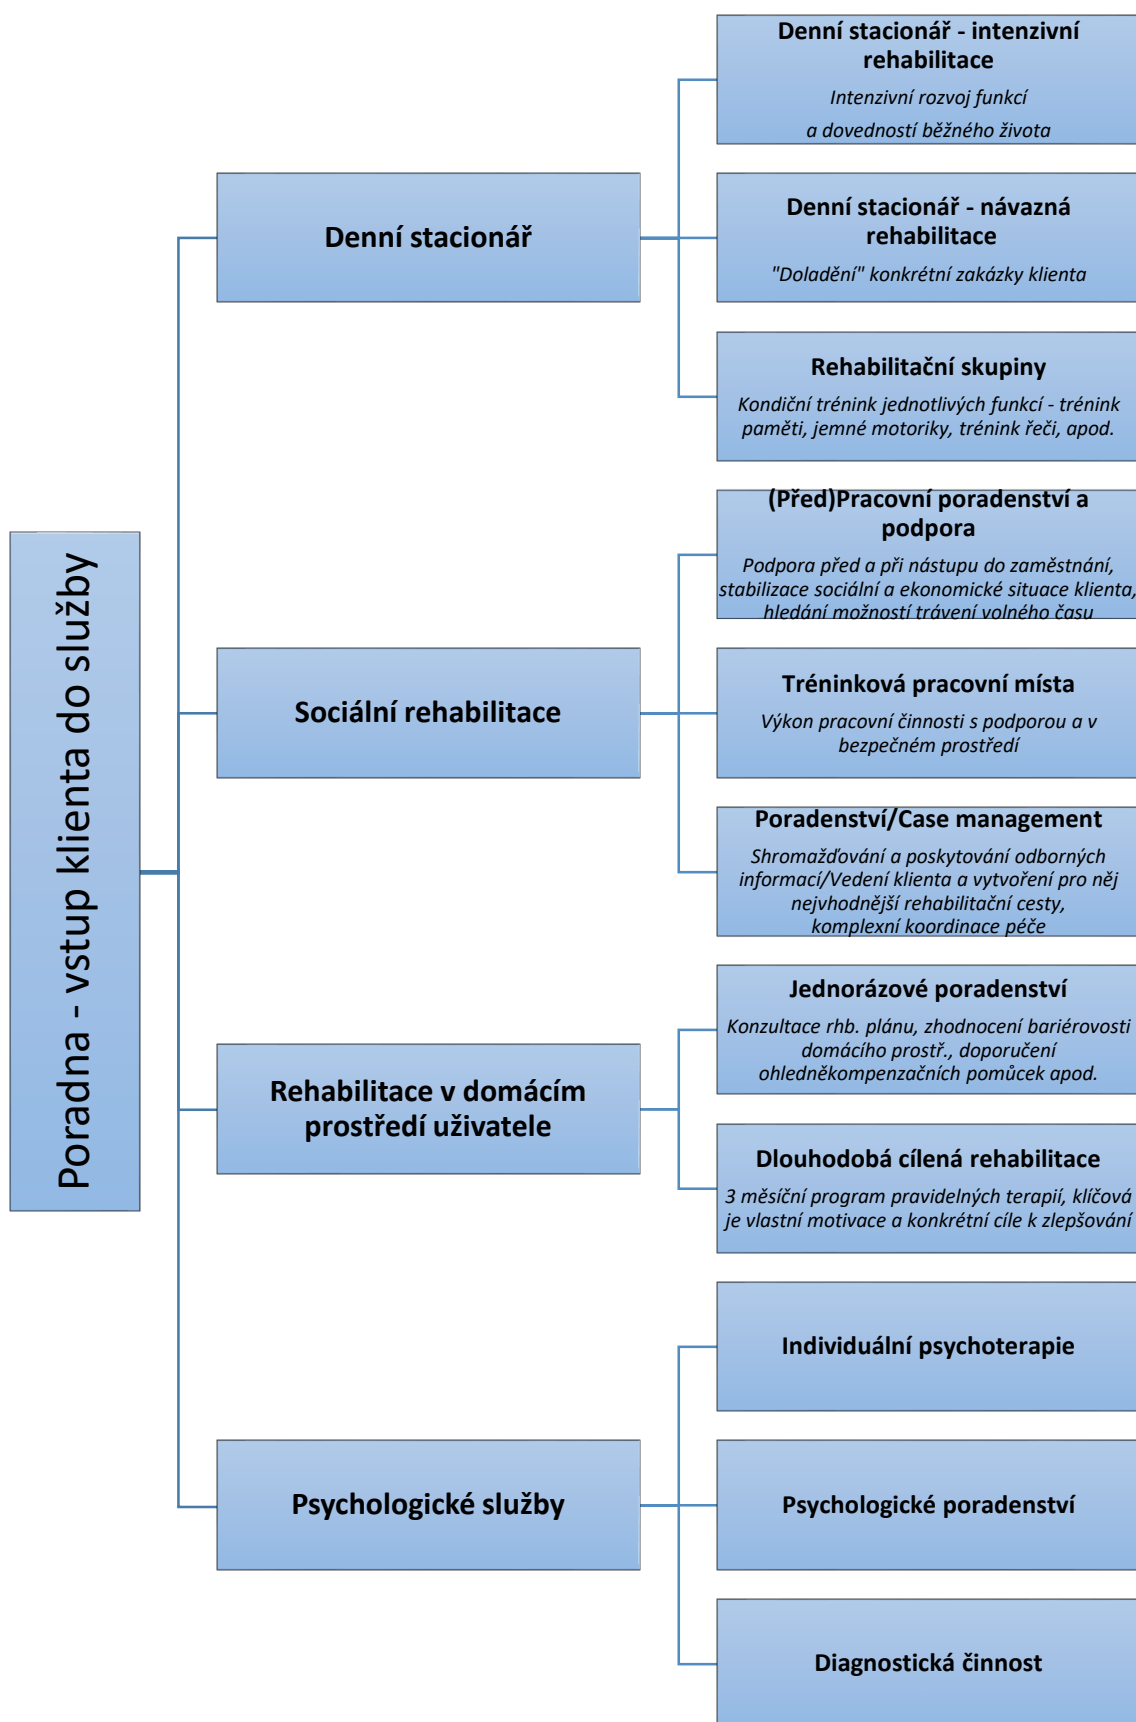 Poradna - vstup klienta do služby
Denní stacionář
Denní stacionář - intenzivní
rehabilitace
Intenzivní rozvoj funkcí
a dovedností běžného života
Denní stacionář - návazná
rehabilitace
"Doladění" konkrétní zakázky klienta
Rehabilitační skupiny
Kondiční trénink jednotlivých funkcí - trénink
paměti, jemné motoriky, trénink řeči, apod.
Sociální rehabilitace
(Před)Pracovní poradenství a
podpora
Podpora před a při nástupu do zaměstnání,
stabilizace sociální a ekonomické situace klienta,
hledání možností trávení volného času
Tréninková pracovní místa
Výkon pracovní činnosti s podporou a v
bezpečném prostředí
Poradenství/Case management
Shromažďování a poskytování odborných
informací/Vedení klienta a vytvoření pro něj
nejvhodnější rehabilitační cesty,
komplexní koordinace péče
Rehabilitace v domácím
prostředí uživatele
Jednorázové poradenství
Konzultace rhb. plánu, zhodnocení bariérovosti
domácího prostř., doporučení
ohledněkompenzačních pomůcek apod.
Dlouhodobá cílená rehabilitace
3 měsíční program pravidelných terapií, klíčová
je vlastní motivace a konkrétní cíle k zlepšování
Psychologické služby
Individuální psychoterapie
Psychologické poradenství
Diagnostická činnost